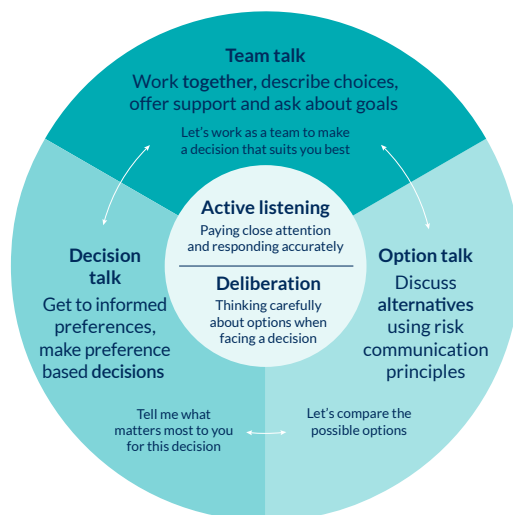 Team talk
Work together, describe choices,
offer support and ask about goals
Let's work as a team to make
a decision that suits you best
Active listening
Paying close attention
and responding accurately
Deliberation
Thinking carefully
about options when
facing a decision
Decision
talk
Get to informed
preferences,
make preference
based decisions
Tell me what
matters most to you
for this decision
Option talk
Discuss
alternatives
using risk
communication
principles
Let's compare the
possible options